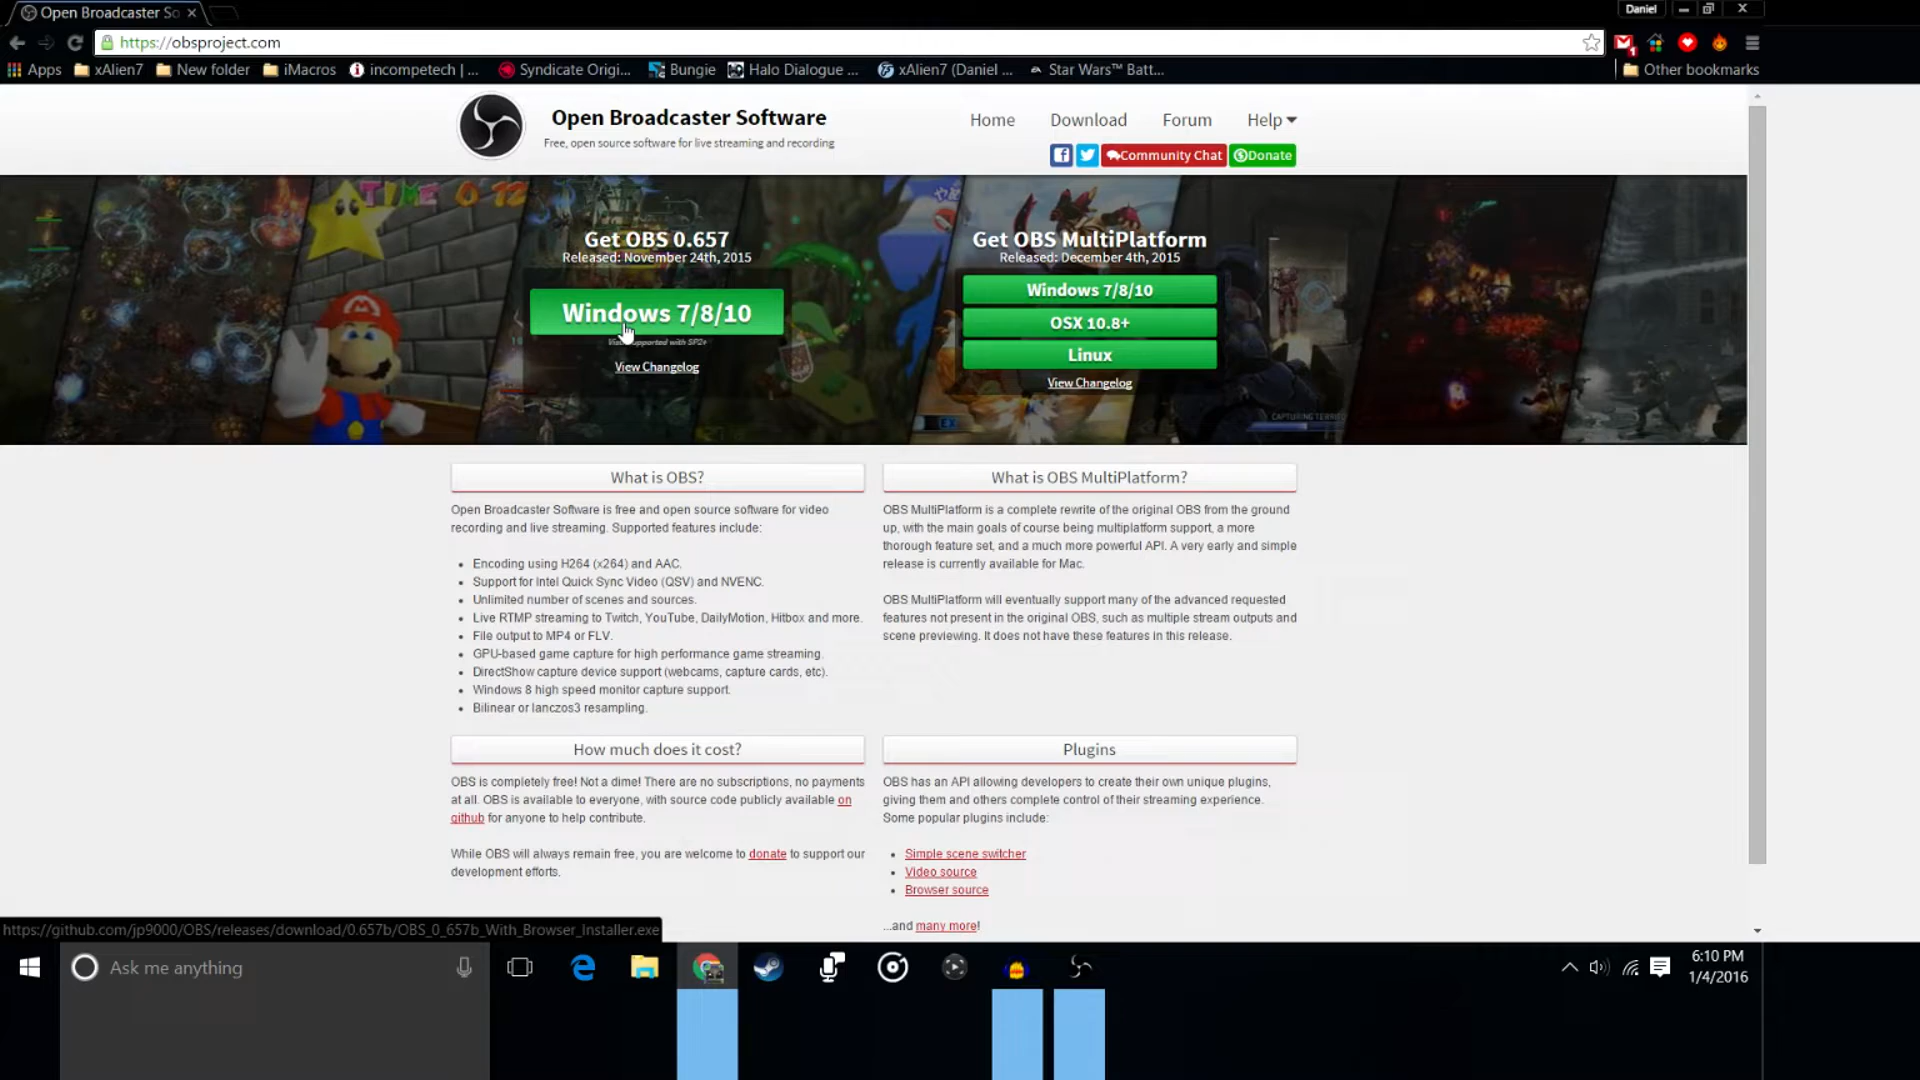 Open Broadcaster So
Daniel
https://obsproject.com
Apps
xAlien7
New folder
iMacros
incompetech | ...
Syndicate Origi...
Bungie
Halo Dialogue ...
xAlien7 (Daniel ...
Star Wars™ Batt...
Other bookmarks
Open Broadcaster Software
Free, open source software for live streaming and recording
Home
Download
Forum
Help
Community Chat
Donate
TIME 0 12
Get OBS 0.657
Released: November 24th, 2015
Windows 7/8/10
supported with SP2+
View Changelog
Get OBS MultiPlatform
Released: December 4th, 2015
Windows 7/8/10
OSX 10.8+
Linux
View Changelog
EX
What is OBS?
Open Broadcaster Software is free and open source software for video
recording and live streaming. Supported features include:
Encoding using H264 (x264) and AAC.
Support for Intel Quick Sync Video (QSV) and NVENC.
Unlimited number of scenes and sources.
Live RTMP streaming to Twitch, YouTube, DailyMotion, Hitbox and more.
File output to MP4 or FLV.
GPU-based game capture for high performance game streaming.
DirectShow capture device support (webcams, capture cards, etc).
Windows 8 high speed monitor capture support.
Bilinear or lanczos3 resampling.
What is OBS MultiPlatform?
OBS MultiPlatform is a complete rewrite of the original OBS from the ground
up, with the main goals of course being multiplatform support, a more
thorough feature set, and a much more powerful API. A very early and simple
release is currently available for Mac.
OBS MultiPlatform will eventually support many of the advanced requested
features not present in the original OBS, such as multiple stream outputs and
scene previewing. It does not have these features in this release.
How much does it cost?
OBS is completely free! Not a dime! There are no subscriptions, no payments
at all. OBS is available to everyone, with source code publicly available on
github for anyone to help contribute.
While OBS will always remain free, you are welcome to donate to support our
development efforts.
Plugins
OBS has an API allowing developers to create their own unique plugins,
giving them and others complete control of their streaming experience.
Some popular plugins include:
Simple scene switcher
Video source
Browser source
...and many more!
https://github.com/jp9000/OBS/releases/download/0.657b/OBS_0_657b_With_Browser_Installer.exe
Ask me anything
6:10 PM
1/4/2016